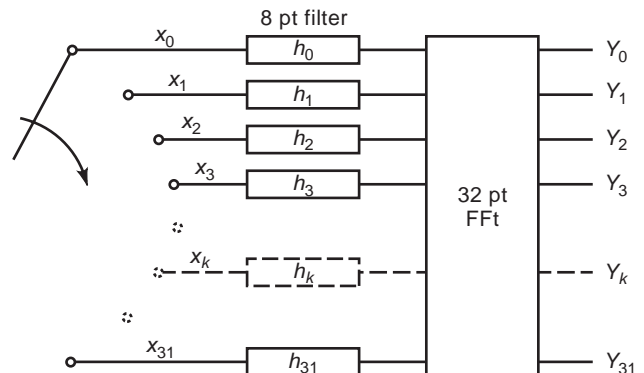 8 pt filter
x0 h0 Y0
x1 h1 Y1
x2 h2 Y2
x3 h3 Y3
32 pt
FFt
xk hk Yk
x31 h31 Y31